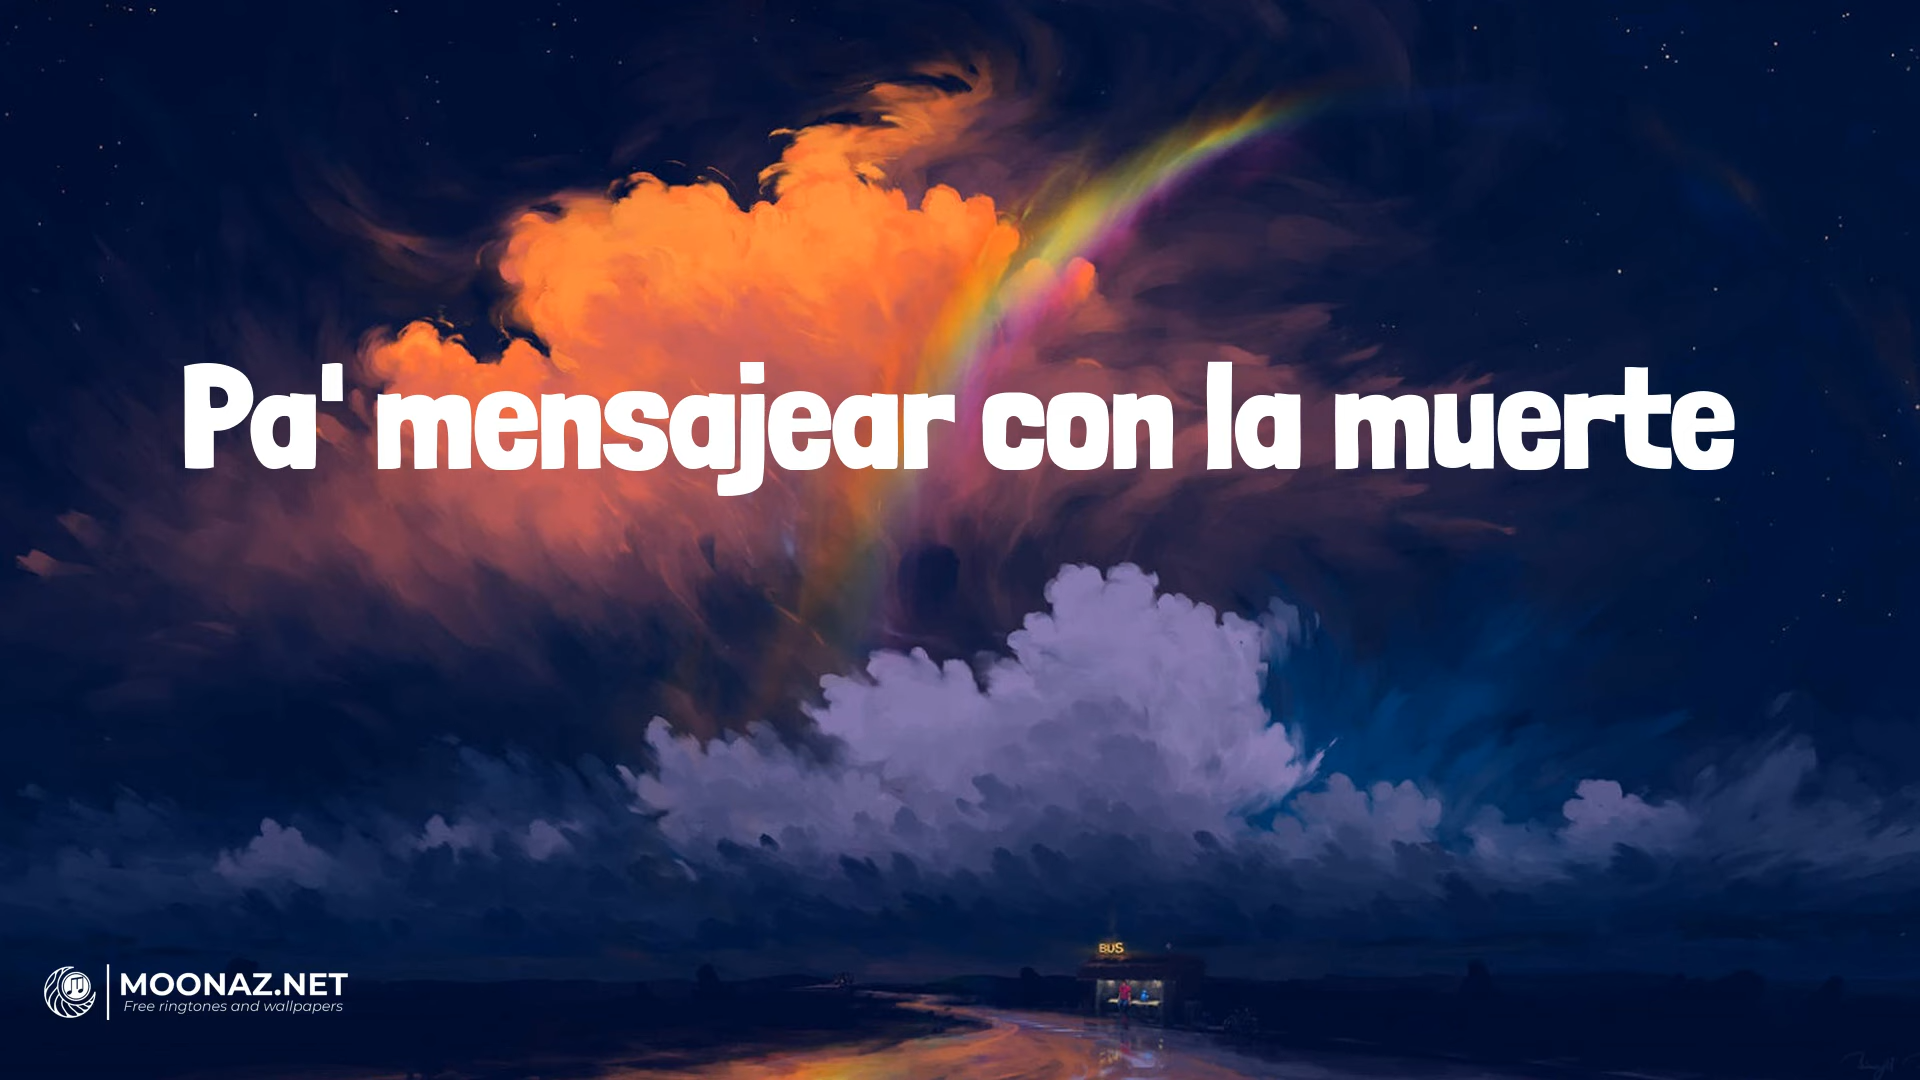 Pa' mensajear con la muerte
BUS
MOONAZ.NET
Free ringtones and wallpapers